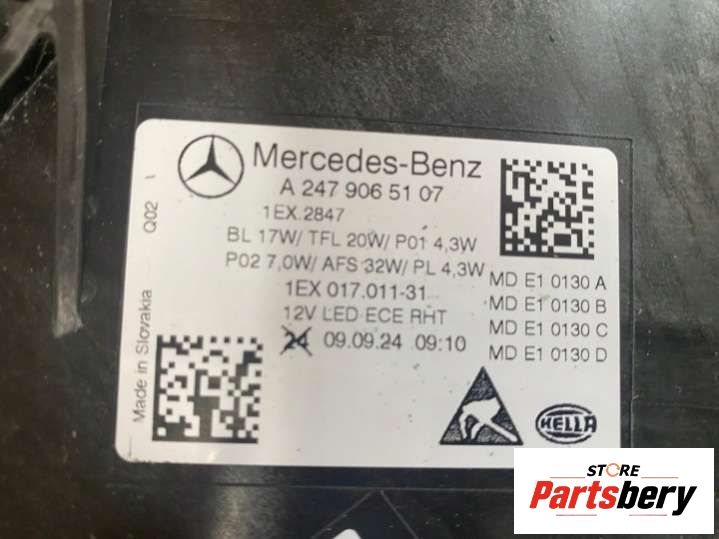 Mercedes-Benz
A 247 906 51 07
1EX.2847
BL 17W/ TFL 20W/ P01 4,3W
P02 7,0W/ AFS 32W/ PL 4,3W
1EX 017.011-31
12V LED ECE RHT
24 09.09.24 09:10
MD E1 0130 A
MD E1 0130 B
MD E1 0130 C
MD E1 0130 D
Made in Slovakia
Q02
HELLA
STORE
Partsbery